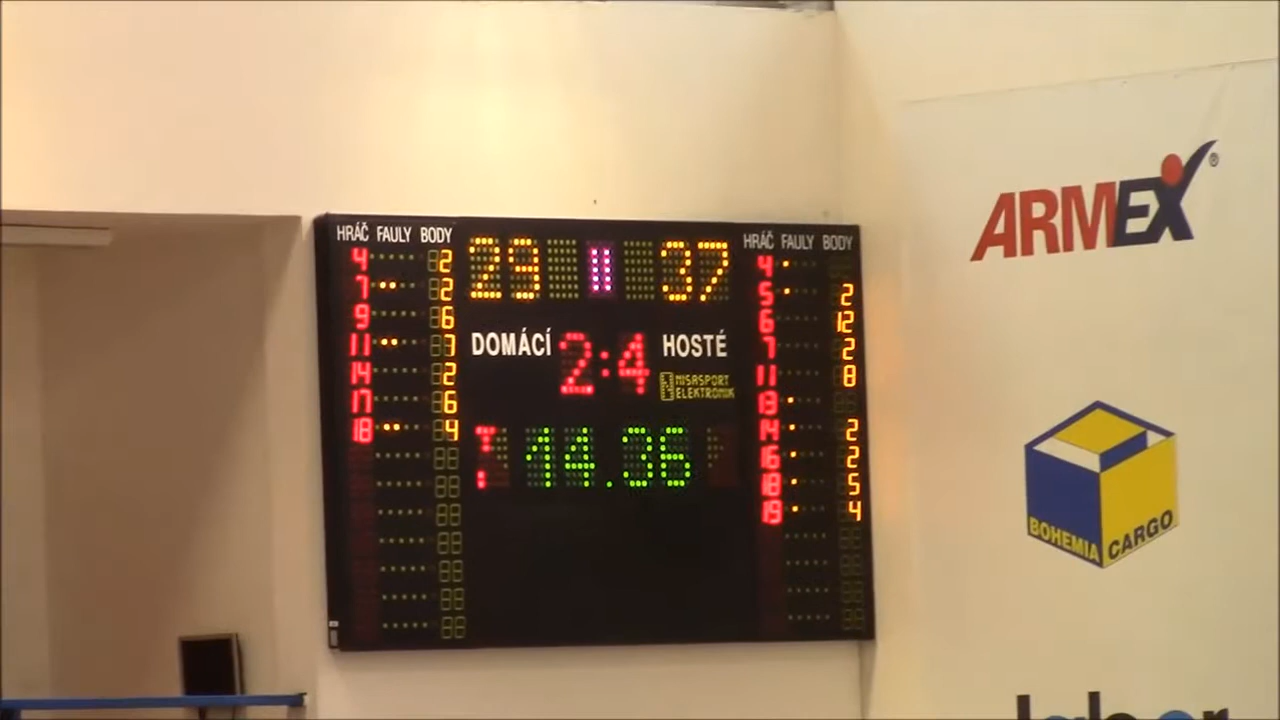 HRÁČ FAULY BODY
29 II 37
HRÁČ FAULY BODY
4 2
7 2
9 6
11 7
14 2
17 6
18 4
DOMÁCÍ 2:4 HOSTÉ
NISASPORT
ELEKTRONIK
T 14.36
4
5 2
6 12
7 2
11 8
13
14 2
16 2
18 5
19 4
ARMEX®
BOHEMIA CARGO